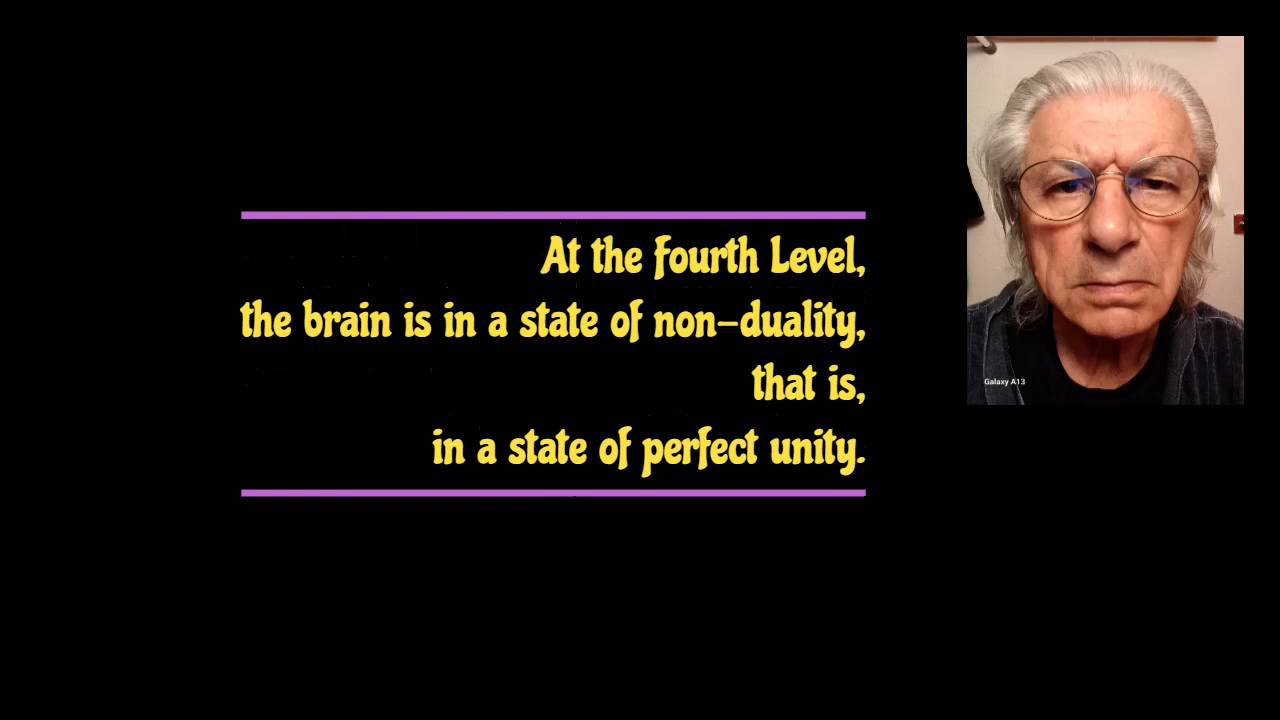 At the Fourth Level,
the brain is in a state of non-duality,
that is,
in a state of perfect unity.
Galaxy A13